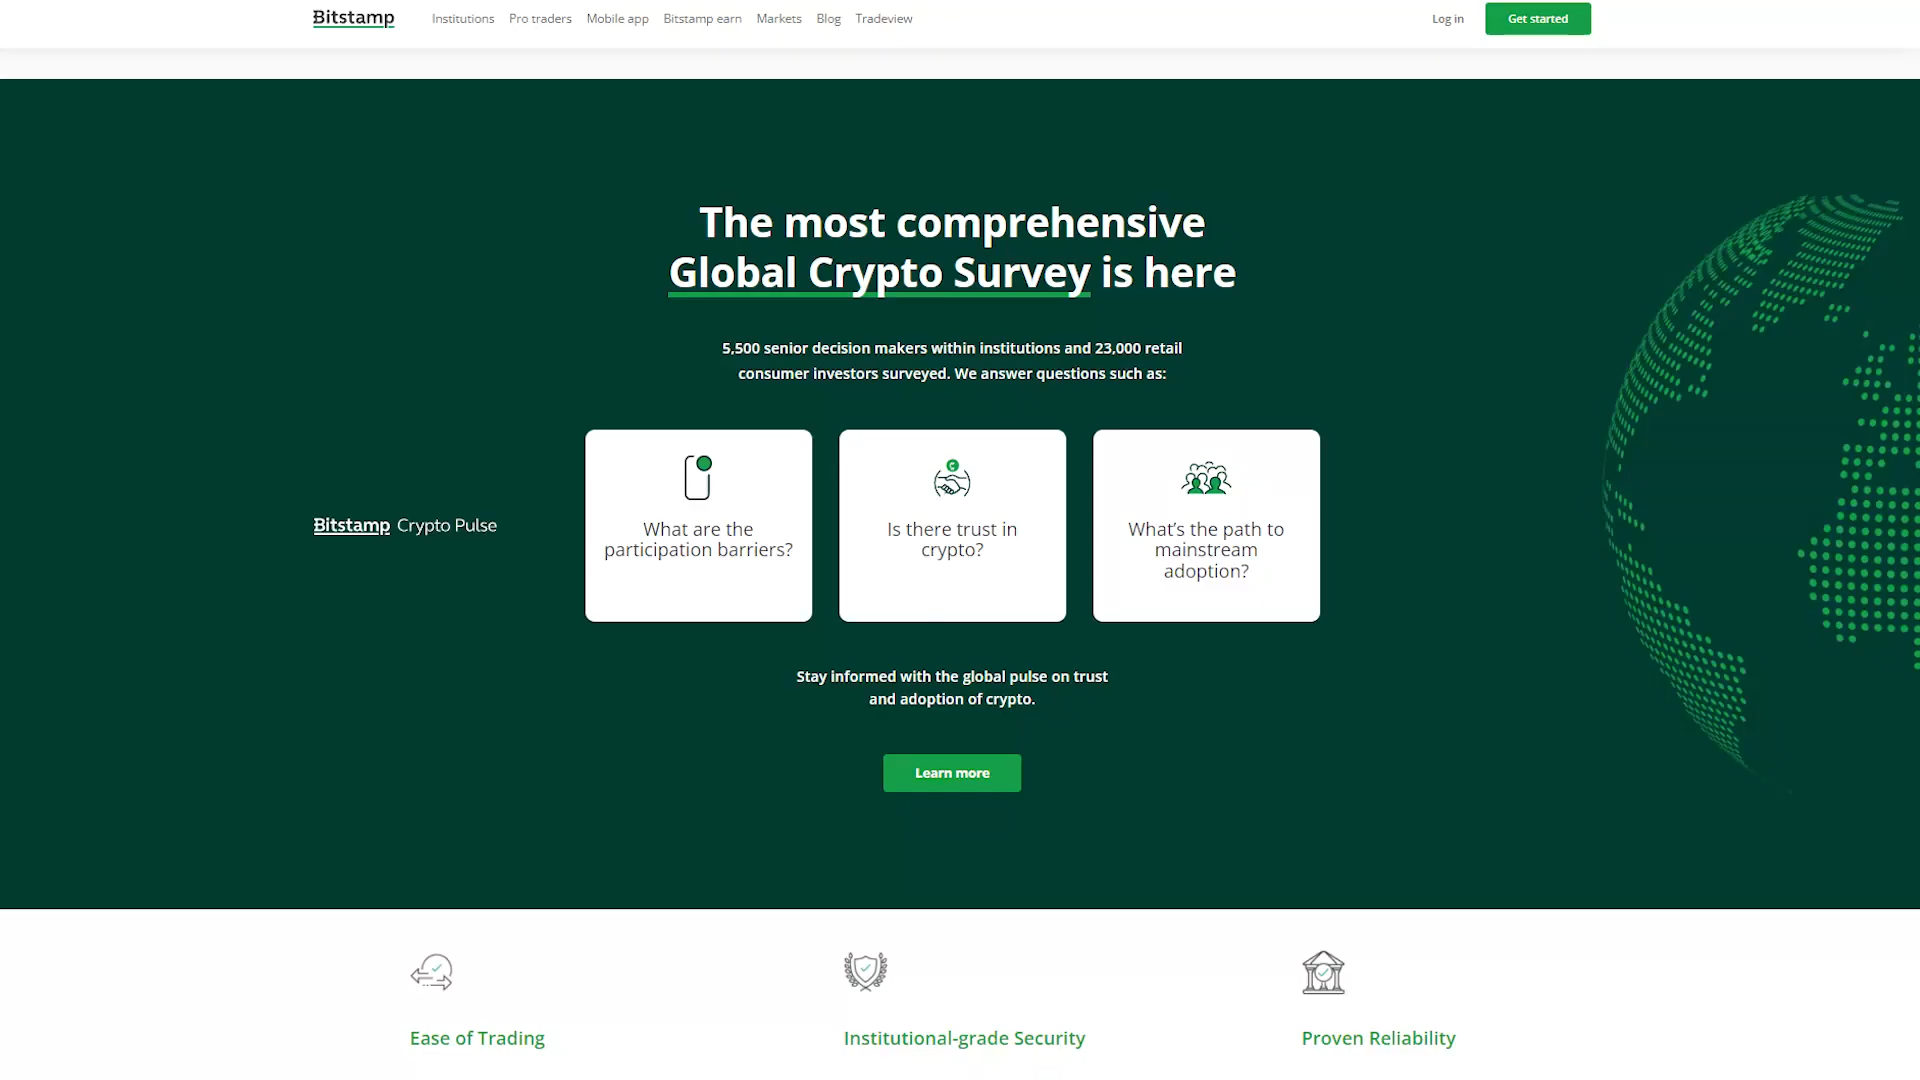 Bitstamp Institutions Pro traders Mobile app Bitstamp earn Markets Blog Tradeview Log in Get started
The most comprehensive
Global Crypto Survey is here
5,500 senior decision makers within institutions and 23,000 retail
consumer investors surveyed. We answer questions such as:
Bitstamp Crypto Pulse
What are the
participation barriers?
Is there trust in
crypto?
What's the path to
mainstream
adoption?
Stay informed with the global pulse on trust
and adoption of crypto.
Learn more
Ease of Trading
Institutional-grade Security
Proven Reliability